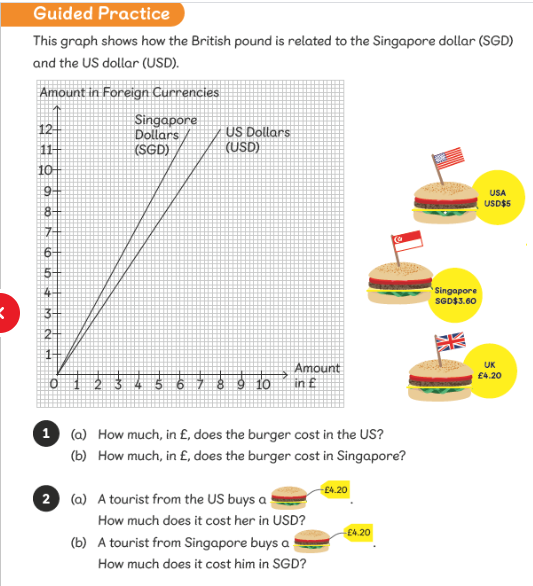 Guided Practice
This graph shows how the British pound is related to the Singapore dollar (SGD)
and the US dollar (USD).
Amount in Foreign Currencies
Singapore
Dollars
(SGD)
US Dollars
(USD)
12
11
10
9
8
7
6
5
4
3
2
1
0 1 2 3 4 5 6 7 8 9 10
Amount
in £
USA
USD$5
Singapore
SGD$3.60
UK
£4.20
1 (a) How much, in £, does the burger cost in the US?
(b) How much, in £, does the burger cost in Singapore?
2 (a) A tourist from the US buys a £4.20 .
How much does it cost her in USD?
(b) A tourist from Singapore buys a £4.20 .
How much does it cost him in SGD?